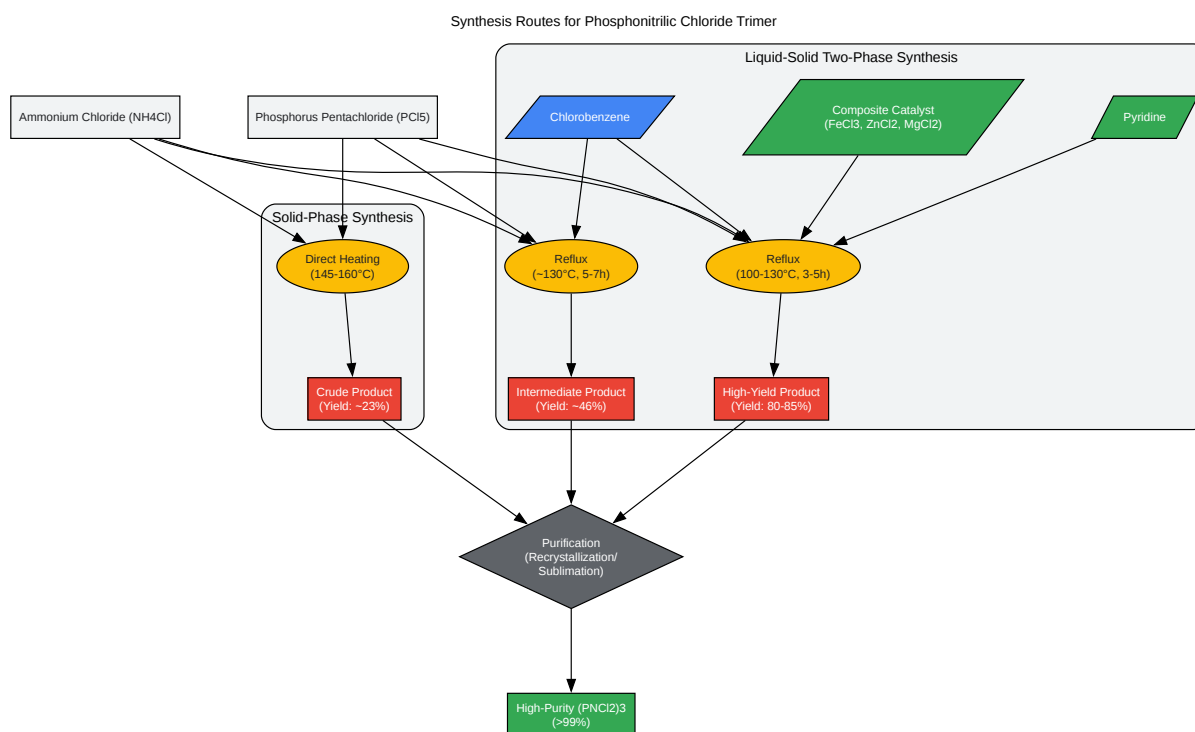 Synthesis Routes for Phosphonitrilic Chloride Trimer
Liquid-Solid Two-Phase Synthesis
Ammonium Chloride (NH4Cl)
Phosphorus Pentachloride (PCl5)
Chlorobenzene
Composite Catalyst
(FeCl3, ZnCl2, MgCl2)
Pyridine
Solid-Phase Synthesis
Direct Heating
(145-160°C)
Reflux
(~130°C, 5-7h)
Reflux
(100-130°C, 3-5h)
Crude Product
(Yield: ~23%)
Intermediate Product
(Yield: ~46%)
High-Yield Product
(Yield: 80-85%)
Purification
(Recrystallization/
Sublimation)
High-Purity (PNCl2)3
(>99%)